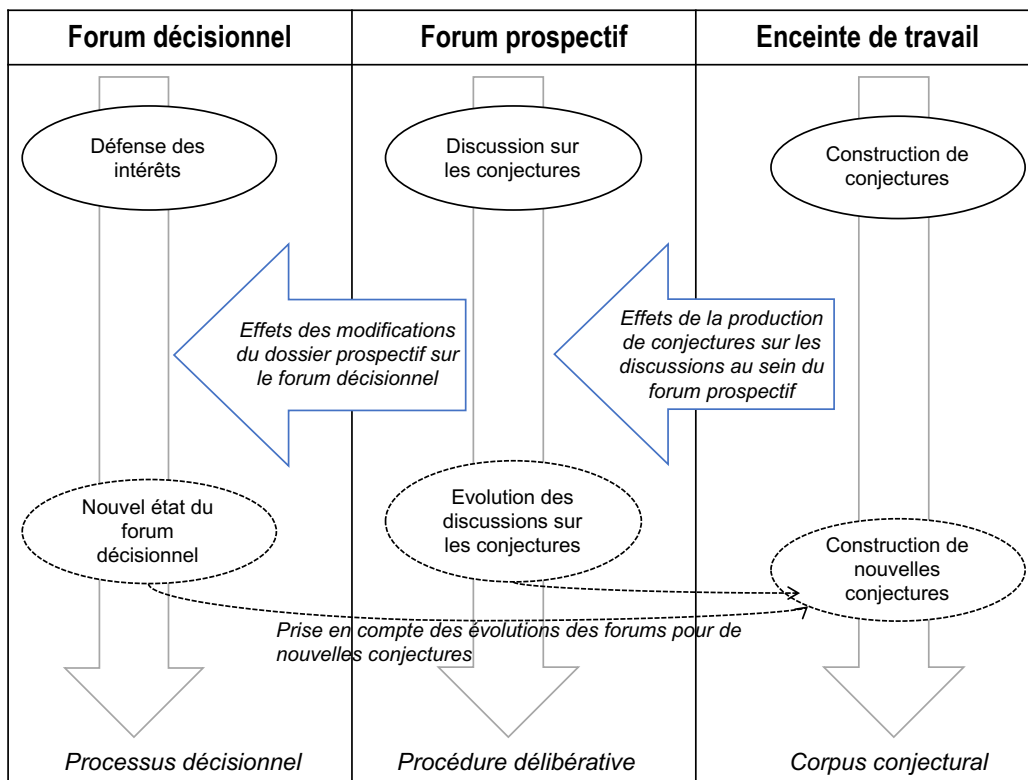 Forum décisionnel
Forum prospectif
Enceinte de travail
Défense des
intérêts
Discussion sur
les conjectures
Construction de
conjectures
Effets des modifications
du dossier prospectif sur
le forum décisionnel
Effets de la production
de conjectures sur les
discussions au sein du
forum prospectif
Nouvel état du
forum
décisionnel
Evolution des
discussions sur
les conjectures
Construction de
nouvelles
conjectures
Prise en compte des évolutions des forums pour de
nouvelles conjectures
Processus décisionnel
Procédure délibérative
Corpus conjectural